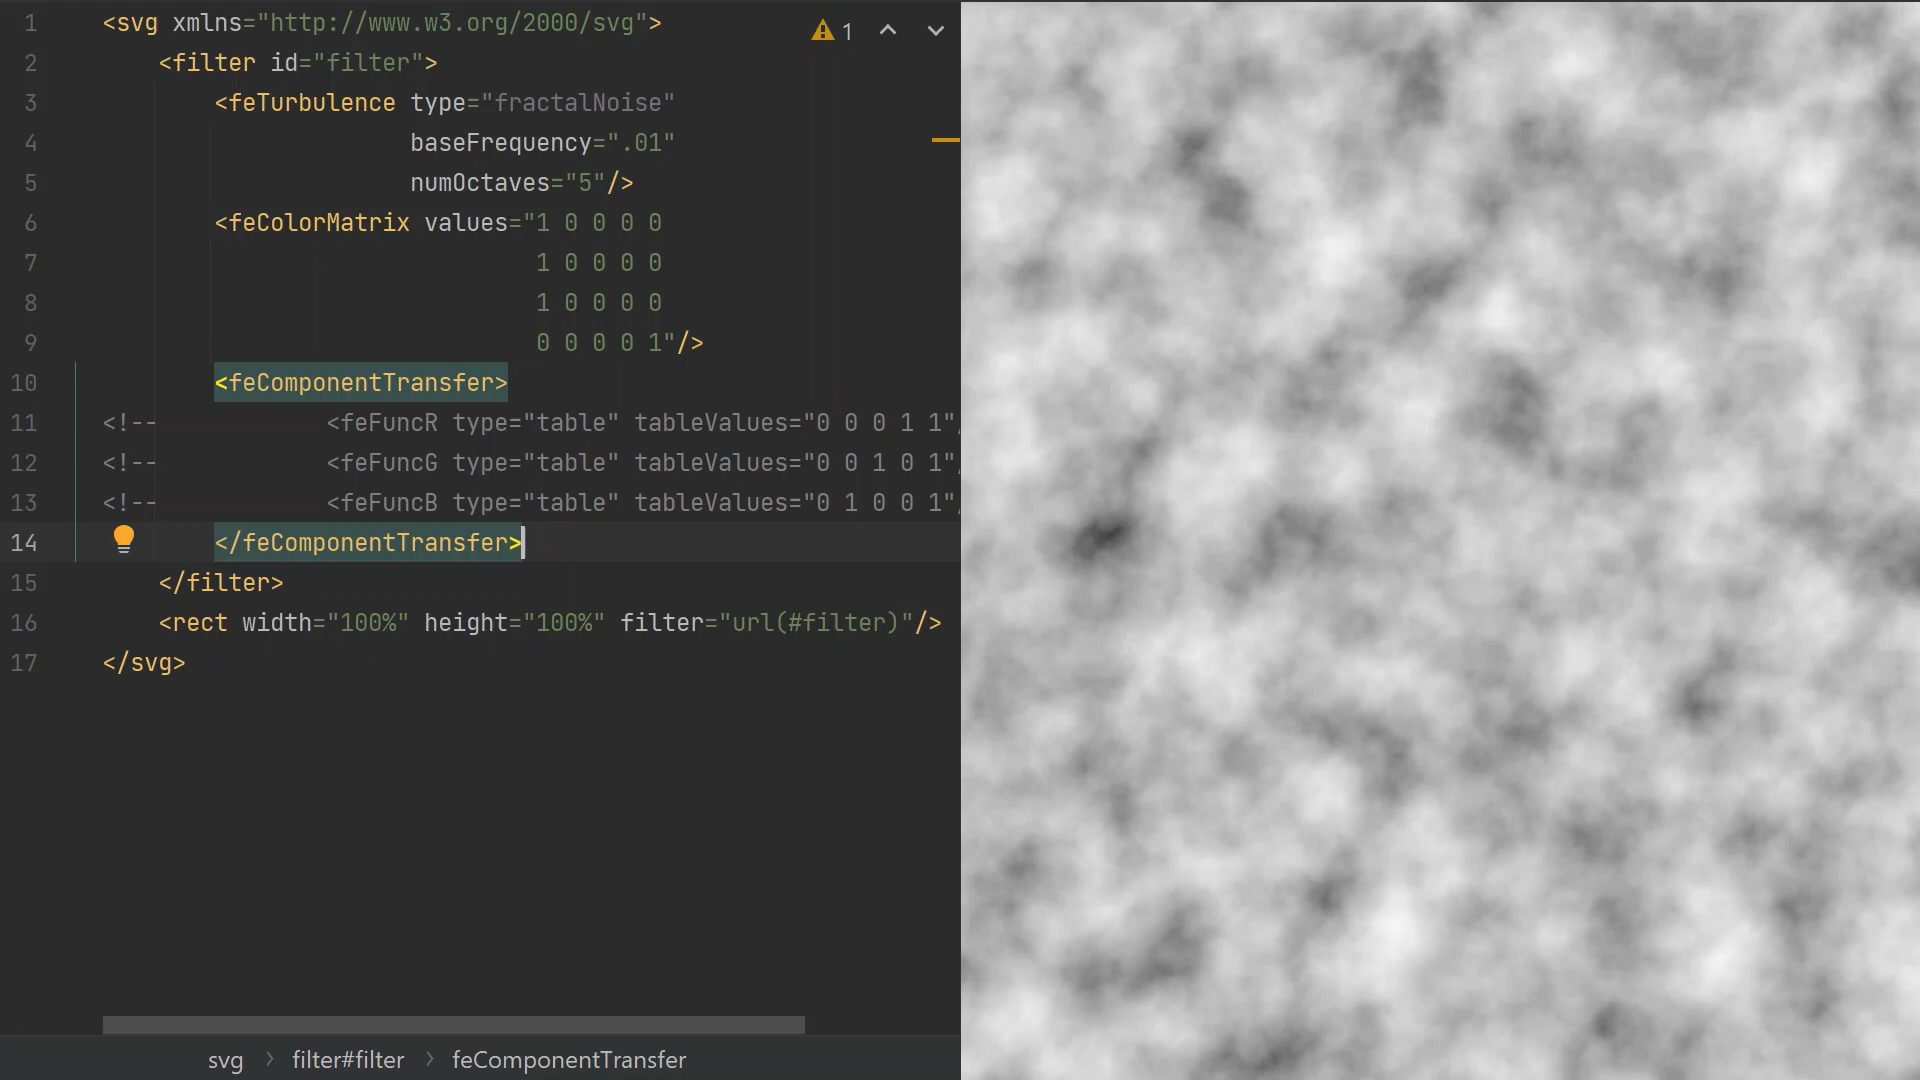 1 <svg xmlns="http://www.w3.org/2000/svg">
1
2 <filter id="filter">
3 <feTurbulence type="fractalNoise"
4 baseFrequency=".01"
5 numOctaves="5"/>
6 <feColorMatrix values="1 0 0 0 0
7 1 0 0 0 0
8 1 0 0 0 0
9 0 0 0 0 1"/>
10 <feComponentTransfer>
11 <!-- <feFuncR type="table" tableValues="0 0 0 1 1"/
12 <!-- <feFuncG type="table" tableValues="0 0 1 0 1"/
13 <!-- <feFuncB type="table" tableValues="0 1 0 0 1"/
14 </feComponentTransfer>
15 </filter>
16 <rect width="100%" height="100%" filter="url(#filter)"/>
17 </svg>
svg > filter#filter > feComponentTransfer